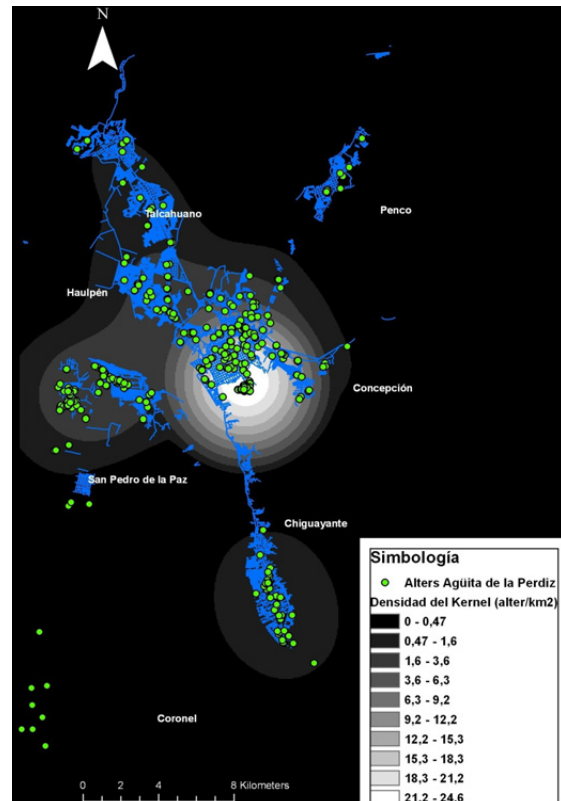 N
Talcahuano
Penco
Haulpén
Concepción
San Pedro de la Paz
Chiguayante
Coronel
0 2 4 8 Kilometers
Simbología
Alters Agüita de la Perdiz
Densidad del Kernel (alter/km2)
0 - 0,47
0,47 - 1,6
1,6 - 3,6
3,6 - 6,3
6,3 - 9,2
9,2 - 12,2
12,2 - 15,3
15,3 - 18,3
18,3 - 21,2
21,2 - 24,6